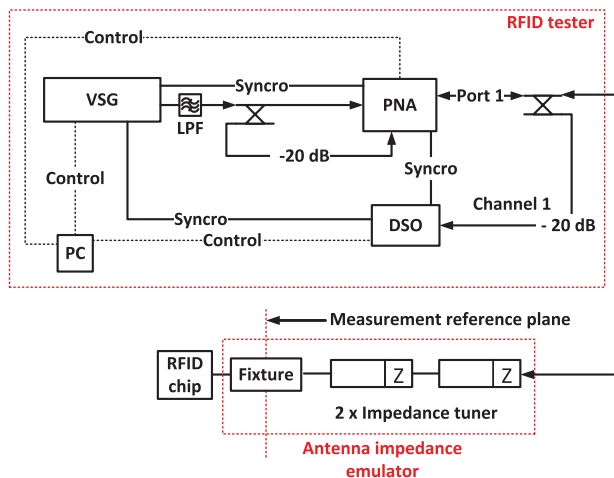 RFID tester
Control
VSG
Syncro
PNA
Port 1
LPF
-20 dB
Syncro
Control
Channel 1
Syncro
DSO
- 20 dB
Control
PC
Measurement reference plane
RFID
chip
Fixture
Z
Z
2 x Impedance tuner
Antenna impedance
emulator